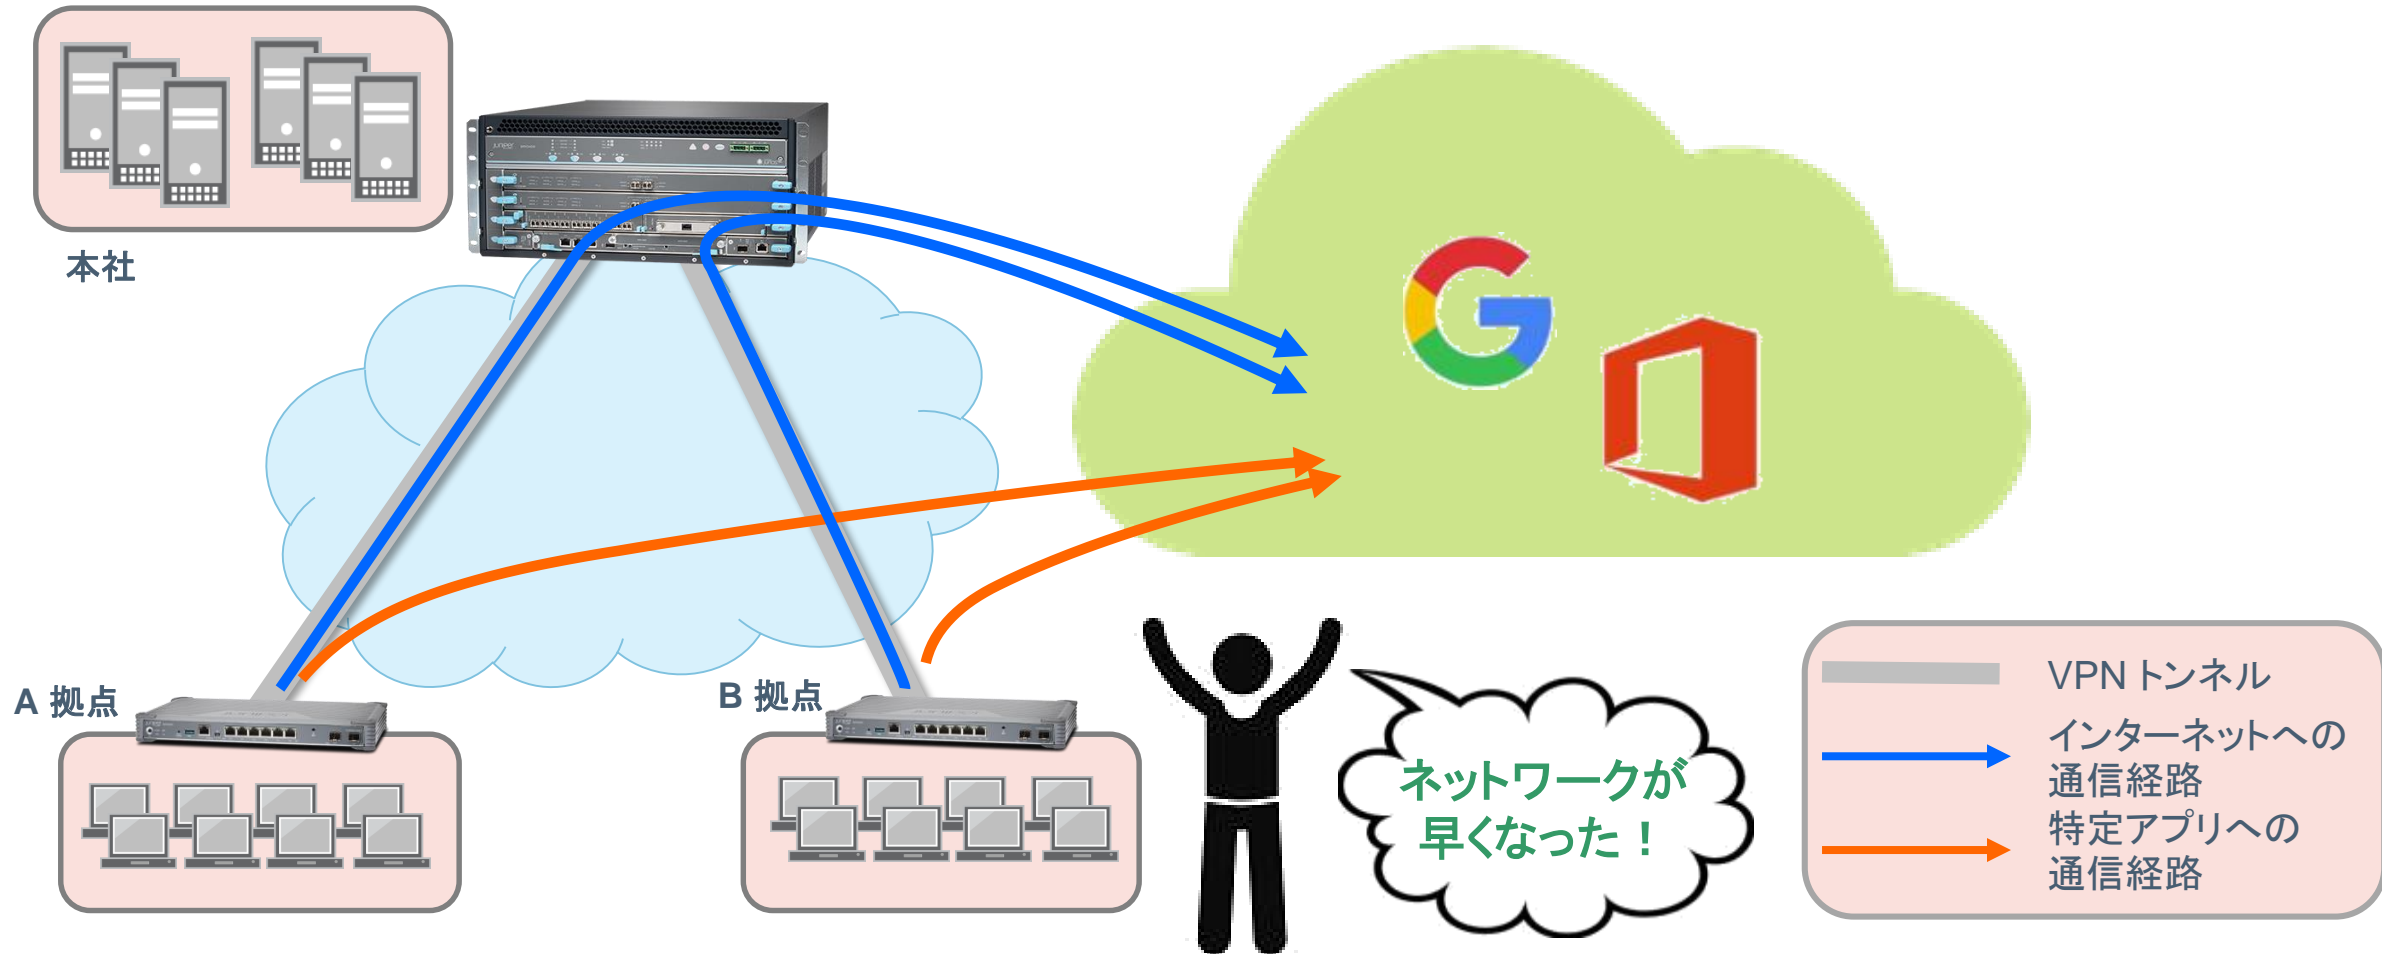 本社
A 拠点
B 拠点
ネットワークが
早くなった！
VPN トンネル
インターネットへの
通信経路
特定アプリへの
通信経路